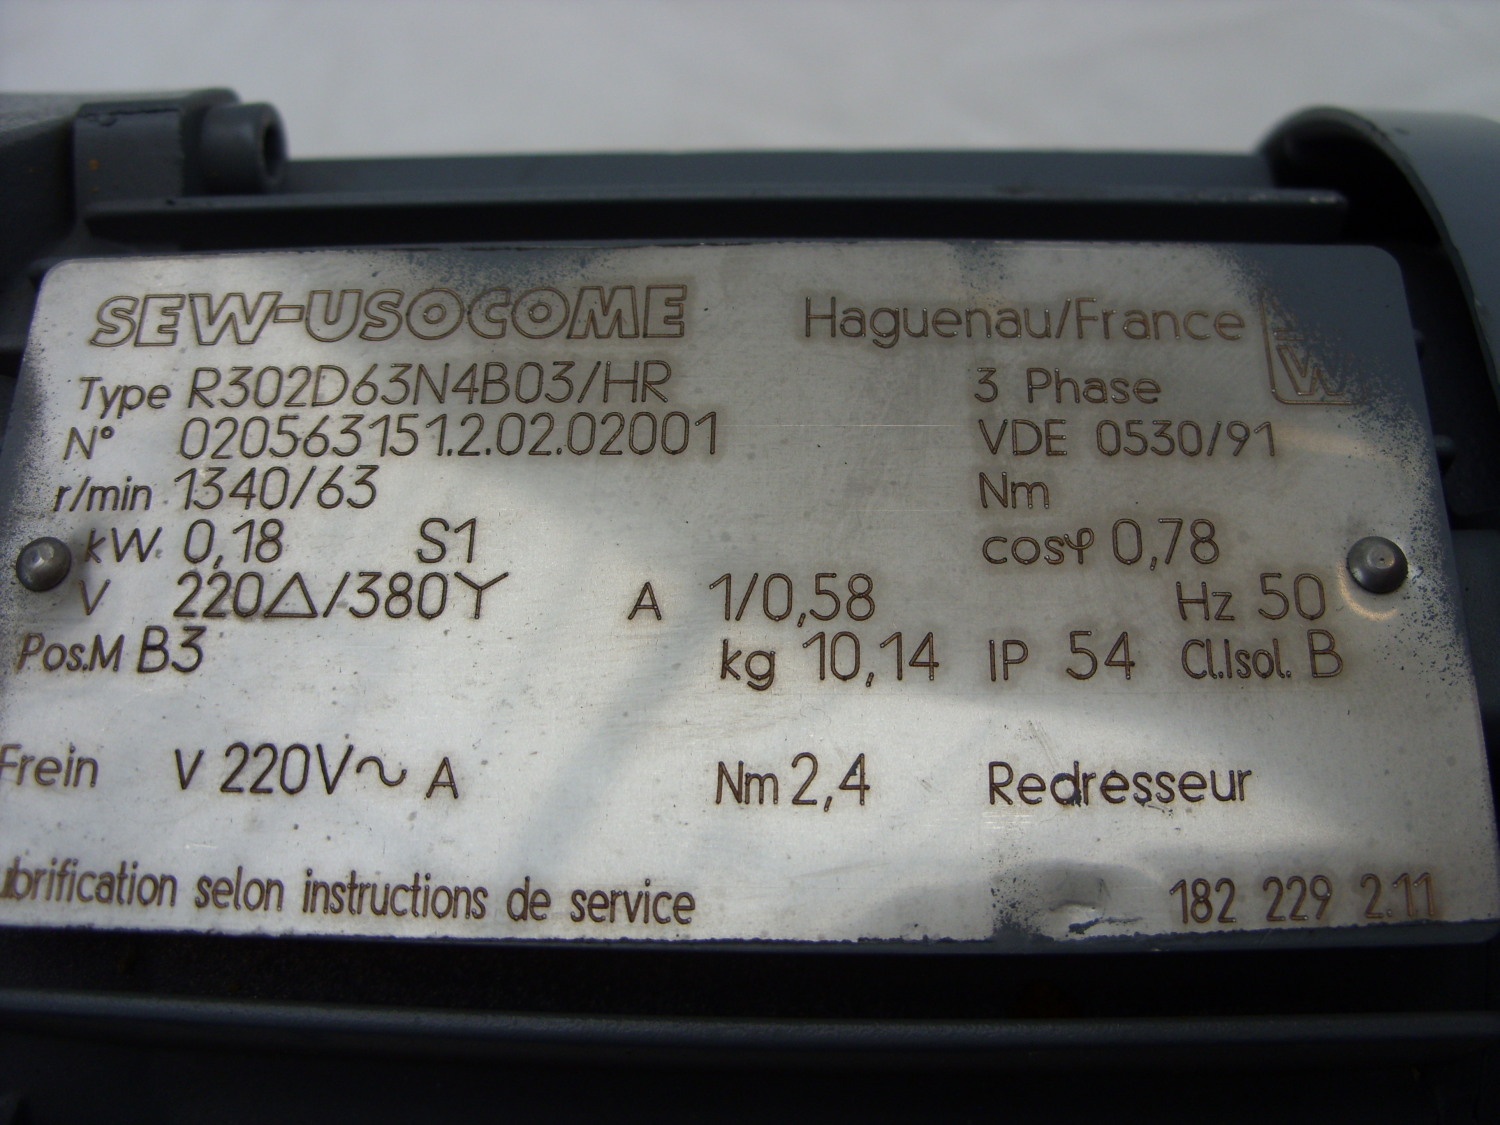 SEW-USOCOME Haguenau/France
Type R302D63N4B03/HR 3 Phase W
N° 020563151.2.02.02001 VDE 0530/91
r/min 1340/63 Nm
kW 0,18 S1 cosφ 0,78
V 220△/380Y A 1/0,58 Hz 50
Pos.M B3 kg 10,14 IP 54 Cl.Isol. B
Frein V 220V~ A Nm 2,4 Redresseur
ubrification selon instructions de service 182 229 2.11